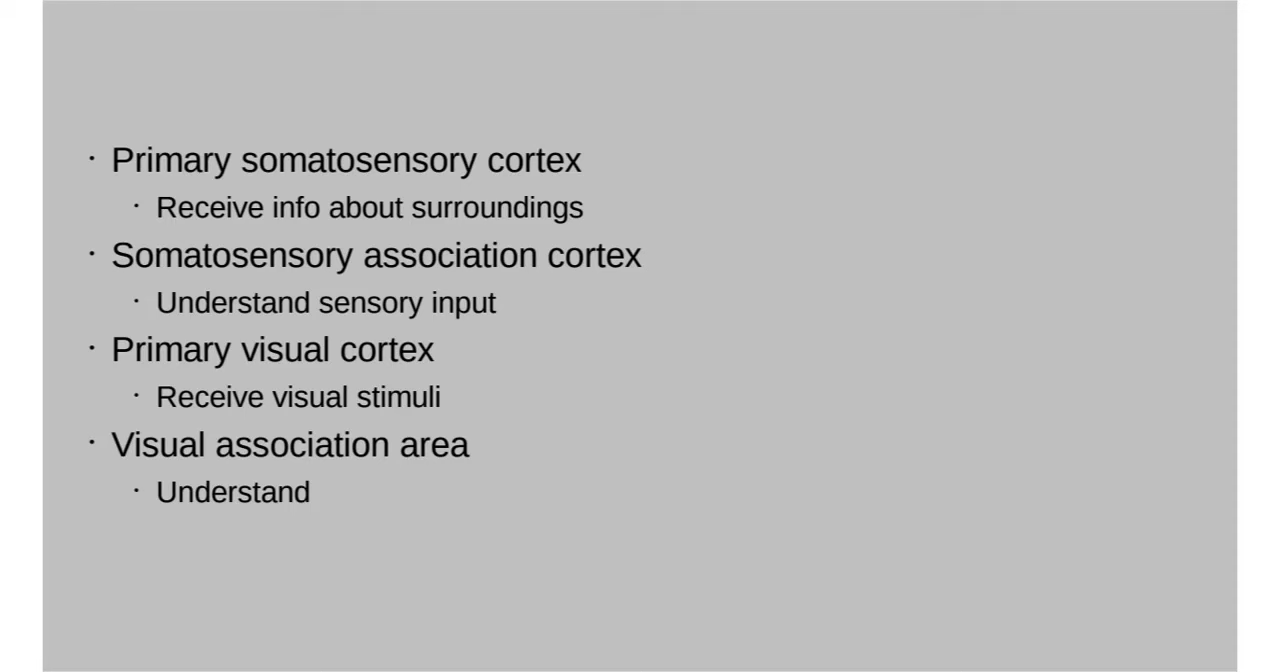 · Primary somatosensory cortex
· Receive info about surroundings
· Somatosensory association cortex
· Understand sensory input
· Primary visual cortex
· Receive visual stimuli
· Visual association area
· Understand